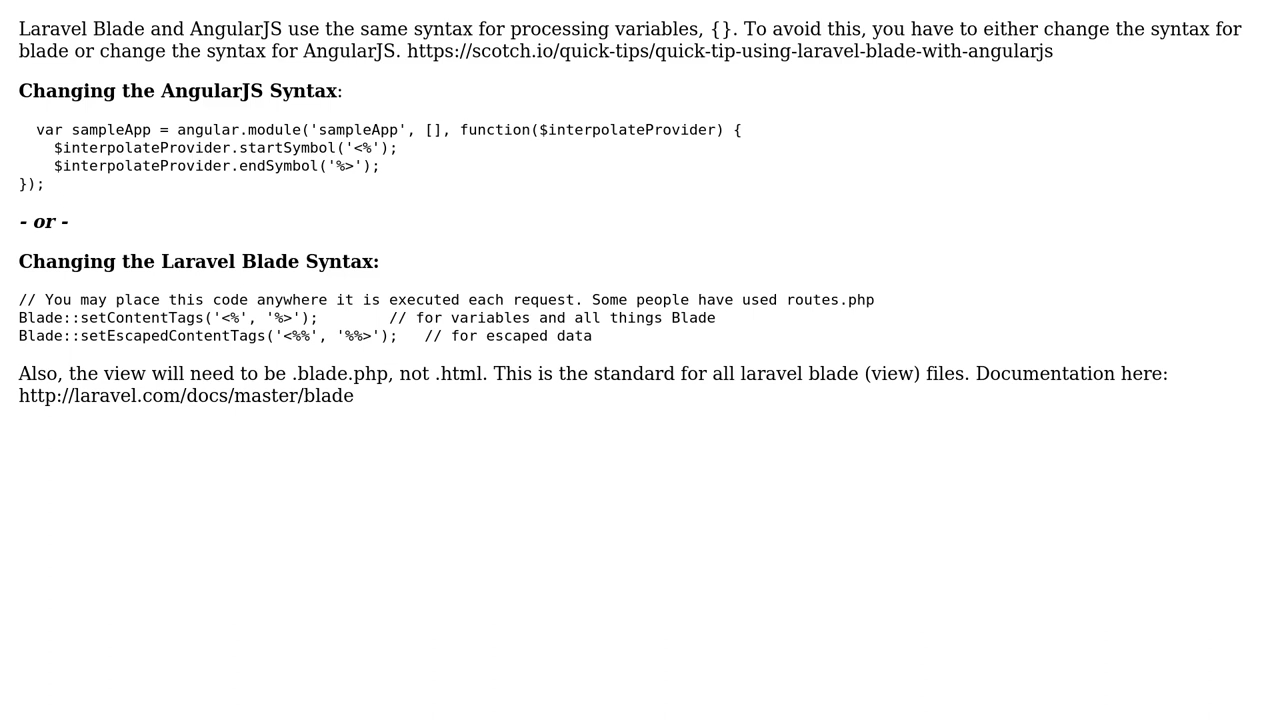 Laravel Blade and AngularJS use the same syntax for processing variables, {}. To avoid this, you have to either change the syntax for
blade or change the syntax for AngularJS. https://scotch.io/quick-tips/quick-tip-using-laravel-blade-with-angularjs
Changing the AngularJS Syntax:
  var sampleApp = angular.module('sampleApp', [], function($interpolateProvider) {
    $interpolateProvider.startSymbol('<%');
    $interpolateProvider.endSymbol('%>');
});
- or -
Changing the Laravel Blade Syntax:
// You may place this code anywhere it is executed each request. Some people have used routes.php
Blade::setContentTags('<%', '%>');        // for variables and all things Blade
Blade::setEscapedContentTags('<%%', '%%>');   // for escaped data
Also, the view will need to be .blade.php, not .html. This is the standard for all laravel blade (view) files. Documentation here:
http://laravel.com/docs/master/blade